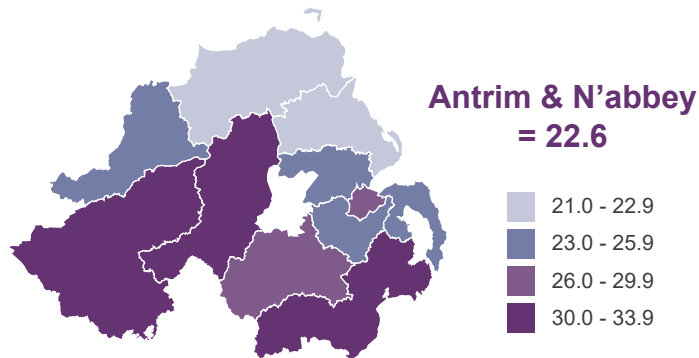 Antrim & N’abbey
= 22.6
21.0 - 22.9
23.0 - 25.9
26.0 - 29.9
30.0 - 33.9